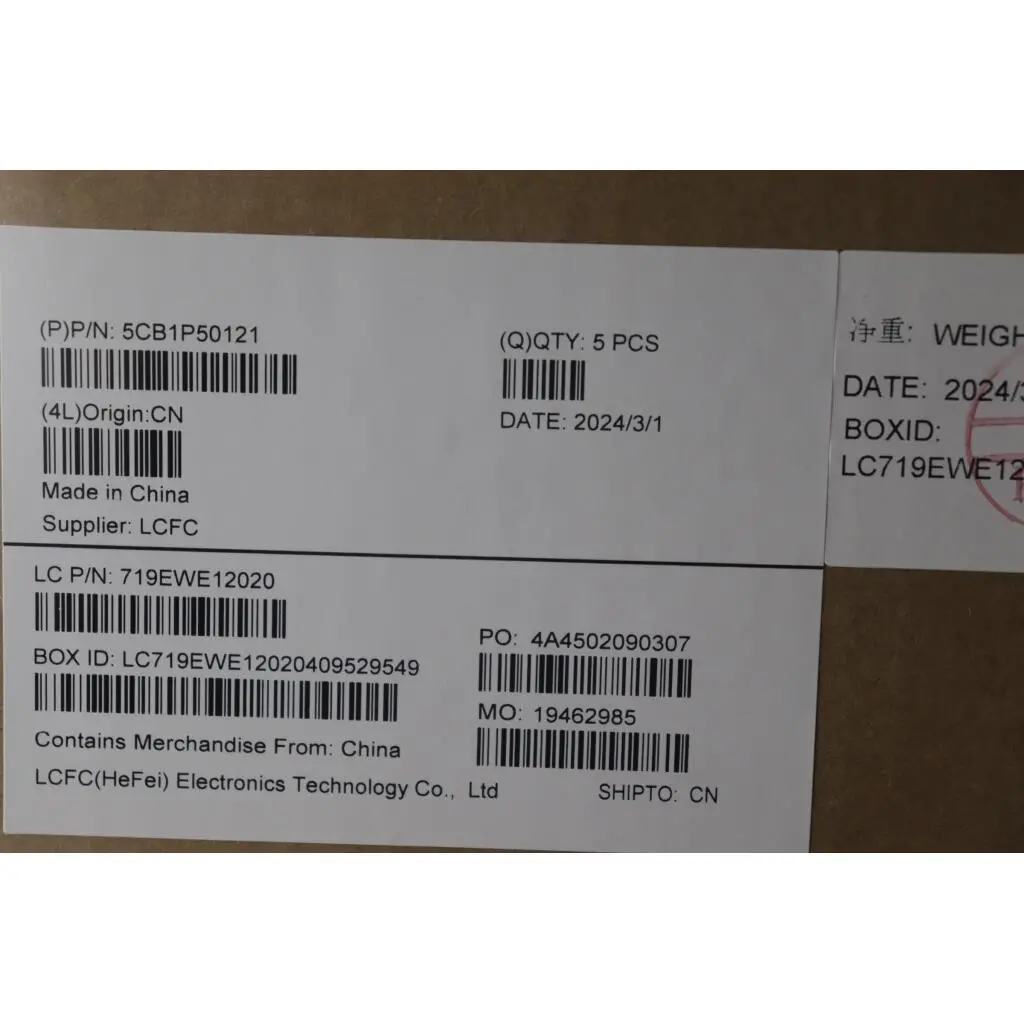 (P)P/N: 5CB1P50121
(Q)QTY: 5 PCS
(4L)Origin:CN
DATE: 2024/3/1
Made in China
Supplier: LCFC
LC P/N: 719EWE12020
PO: 4A4502090307
BOX ID: LC719EWE12020409529549
MO: 19462985
Contains Merchandise From: China
LCFC(HeFei) Electronics Technology Co., Ltd
SHIPTO: CN
净重: WEIGH
DATE: 2024/3
BOXID:
LC719EWE12